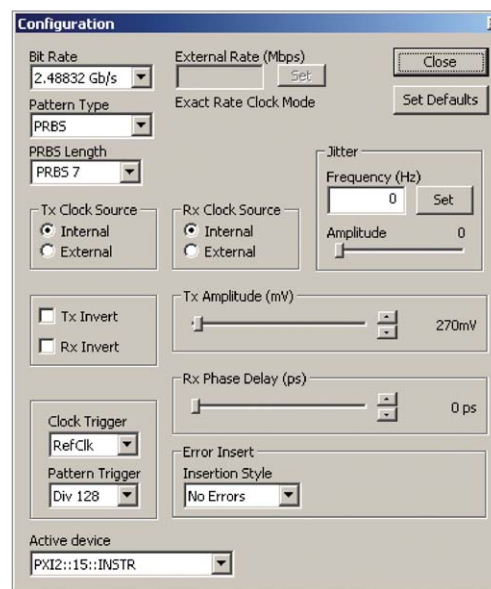 Configuration
Bit Rate
2.48832 Gb/s
External Rate (Mbps)
Set
Close
Pattern Type
PRBS
Exact Rate Clock Mode
Set Defaults
PRBS Length
PRBS 7
Jitter
Frequency (Hz)
0
Set
Amplitude 0
Tx Clock Source
Internal
External
Rx Clock Source
Internal
External
Tx Invert
Rx Invert
Tx Amplitude (mV)
270mV
Rx Phase Delay (ps)
0 ps
Clock Trigger
RefClk
Pattern Trigger
Div 128
Error Insert
Insertion Style
No Errors
Active device
PXI2::15::INSTR